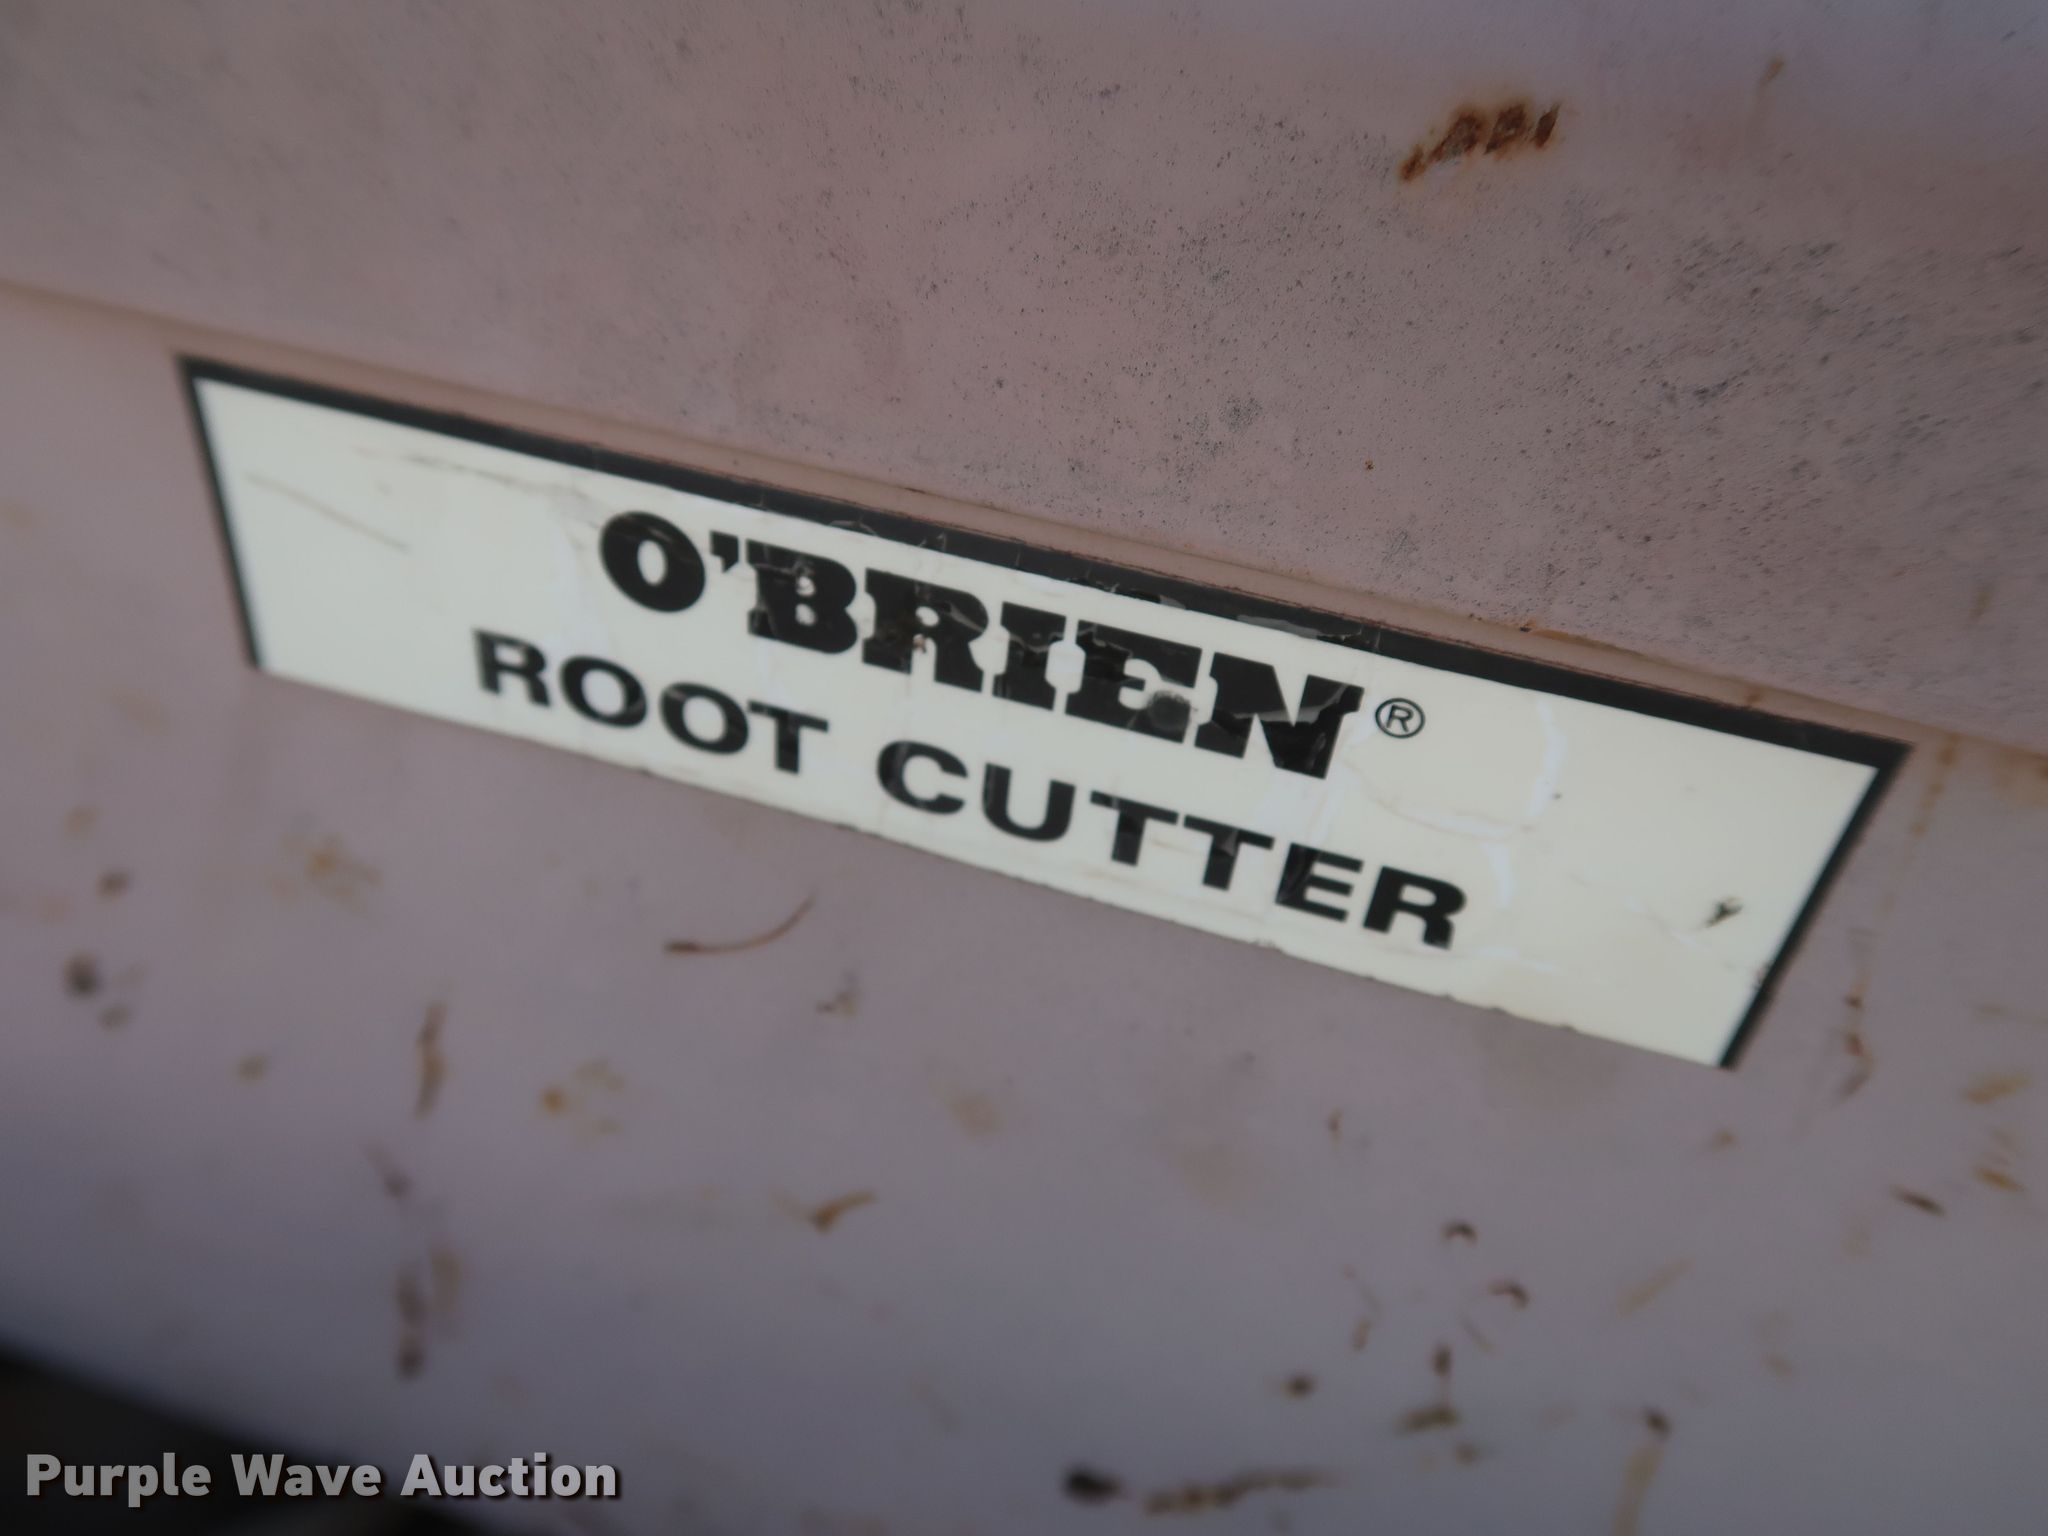 O'BRIEN®
ROOT CUTTER
Purple Wave Auction